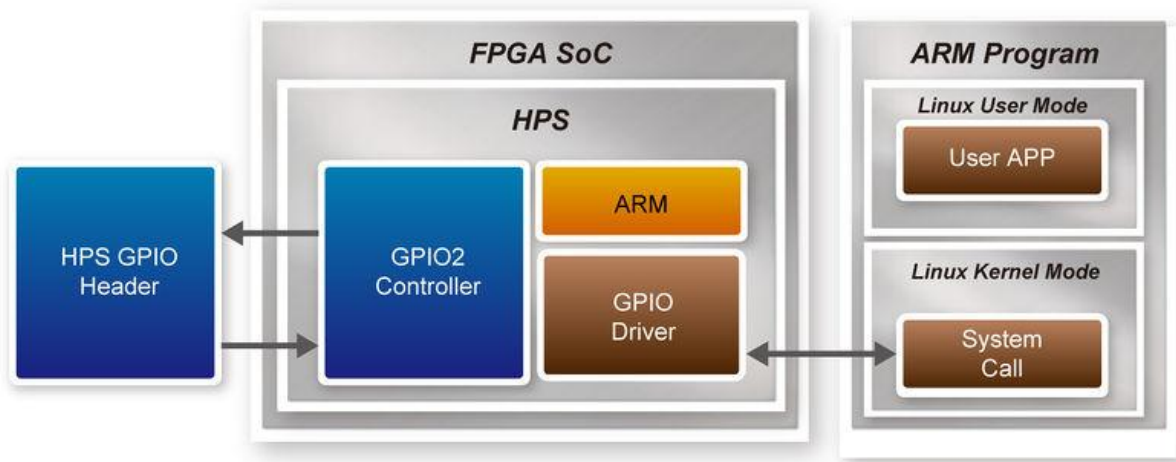 FPGA SoC
HPS
HPS GPIO
Header
GPIO2
Controller
ARM
GPIO
Driver
ARM Program
Linux User Mode
User APP
Linux Kernel Mode
System
Call